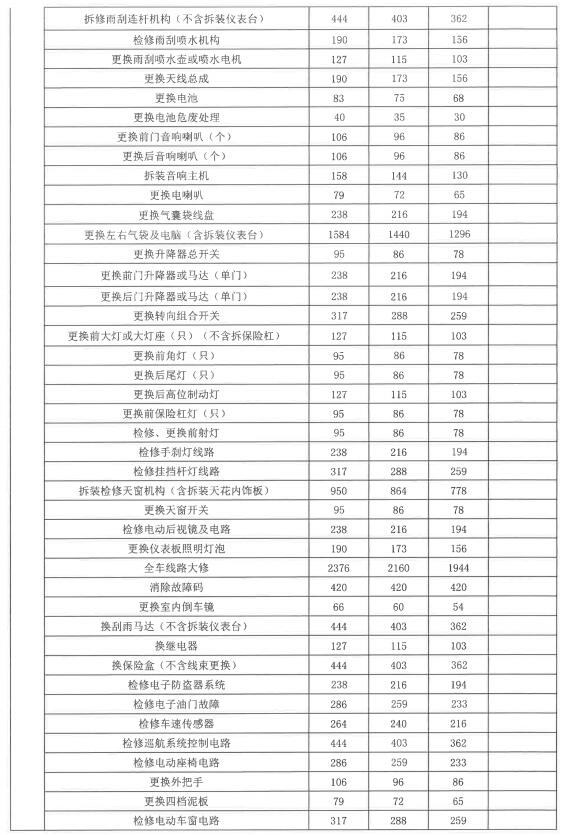 拆修雨刮连杆机构（不含拆装仪表台） 444 403 362
检修雨刮喷水机构 190 173 156
更换雨刮喷水壶或喷水电机 127 115 103
更换天线总成 190 173 156
更换电池 83 75 68
更换电池危废处理 40 35 30
更换前门音响喇叭（个） 106 96 86
更换后音响喇叭（个） 106 96 86
拆装音响主机 158 144 130
更换电喇叭 79 72 65
更换气囊袋线盘 238 216 194
更换左右气袋及电脑（含拆装仪表台） 1584 1440 1296
更换升降器总开关 95 86 78
更换前门升降器或马达（单门） 238 216 194
更换后门升降器或马达（单门） 238 216 194
更换转向组合开关 317 288 259
更换前大灯或大灯座（只）（不含拆保险杠） 127 115 103
更换前角灯（只） 95 86 78
更换后尾灯（只） 95 86 78
更换后高位制动灯 127 115 103
更换前保险杠灯（只） 95 86 78
检修、更换前射灯 95 86 78
检修手刹灯线路 238 216 194
检修挂挡杆灯线路 317 288 259
拆装检修天窗机构（含拆装天花内饰板） 950 864 778
更换天窗开关 95 86 78
检修电动后视镜及电路 238 216 194
更换仪表板照明灯泡 190 173 156
全车线路大修 2376 2160 1944
消除故障码 420 420 420
更换室内倒车镜 66 60 54
换刮雨马达（不含拆装仪表台） 444 403 362
换继电器 127 115 103
换保险盒（不含线束更换） 444 403 362
检修电子防盗器系统 238 216 194
检修电子油门故障 286 259 233
检修车速传感器 264 240 216
检修巡航系统控制电路 444 403 362
检修电动座椅电路 286 259 233
更换外把手 106 96 86
更换四档泥板 79 72 65
检修电动车窗电路 317 288 259